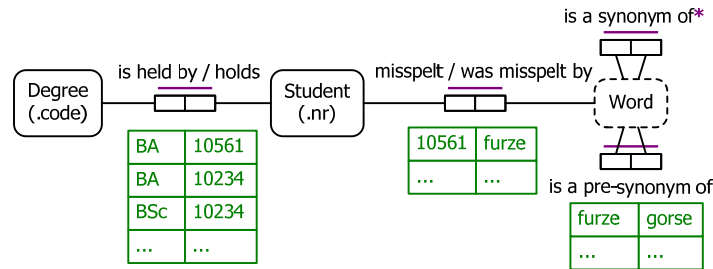 is a synonym of*
is held by / holds
misspelt / was misspelt by
Degree
(.code)
Student
(.nr)
Word
BA 10561
BA 10234
BSc 10234
... ...
10561 furze
... ...
is a pre-synonym of
furze gorse
... ...